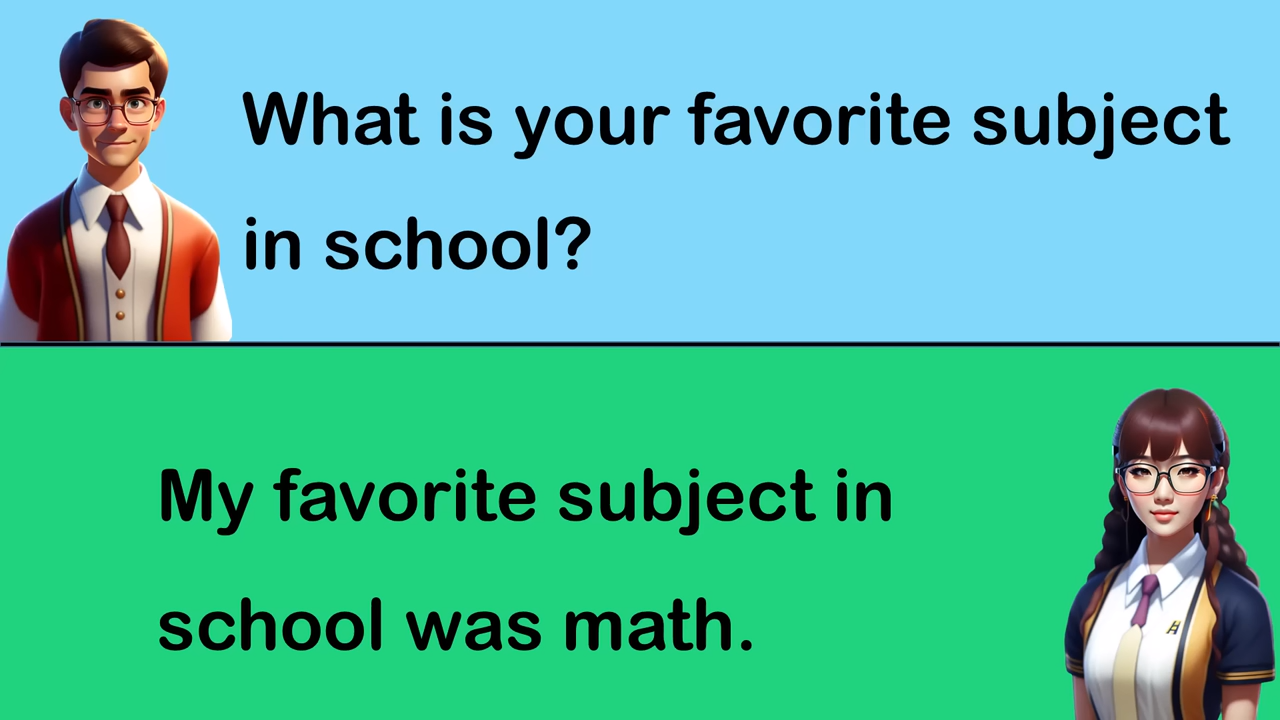 What is your favorite subject
in school?
My favorite subject in
school was math.